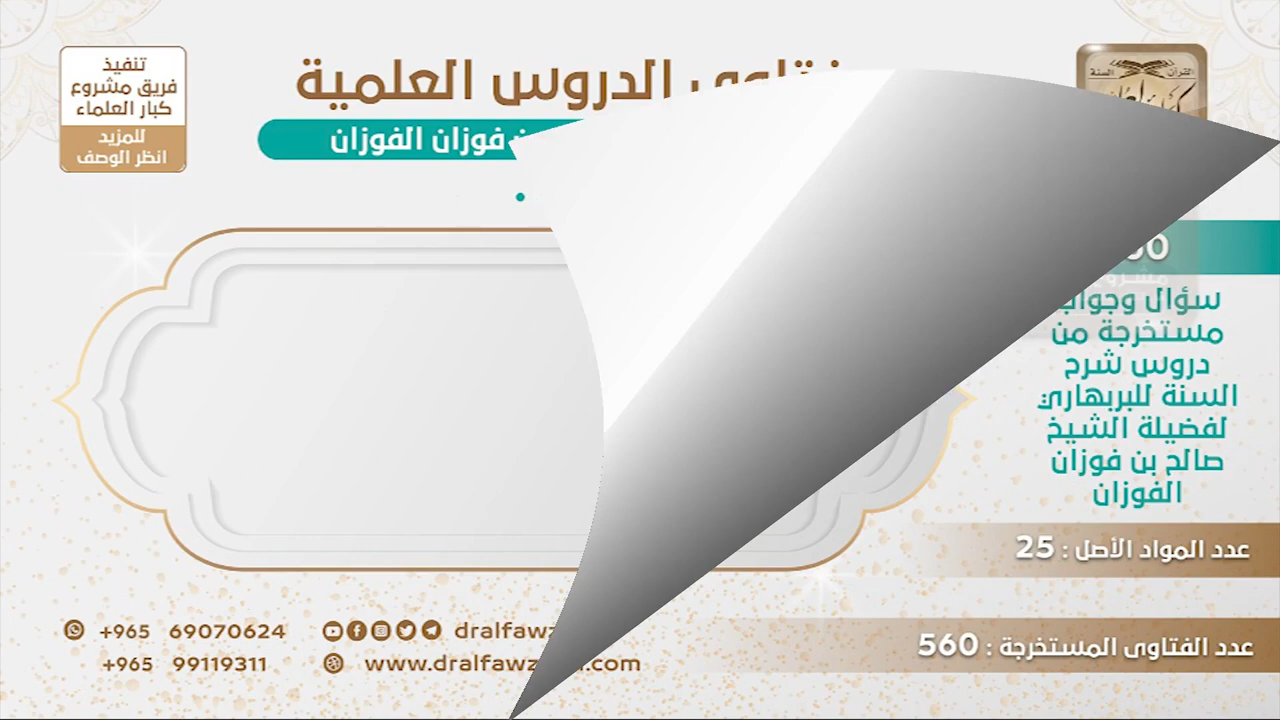 تنفيذ
فريق مشروع
كبار العلماء
للمزيد
انظر الوصف
الدروس العلمية
فوزان الفوزان
القرآن
السنة
سؤال وجواب
مستخرجة من
دروس شرح
السنة للبربهاري
لفضيلة الشيخ
صالح بن فوزان
الفوزان
عدد المواد الأصل : 25
عدد الفتاوى المستخرجة : 560
+965 69070624
+965 99119311